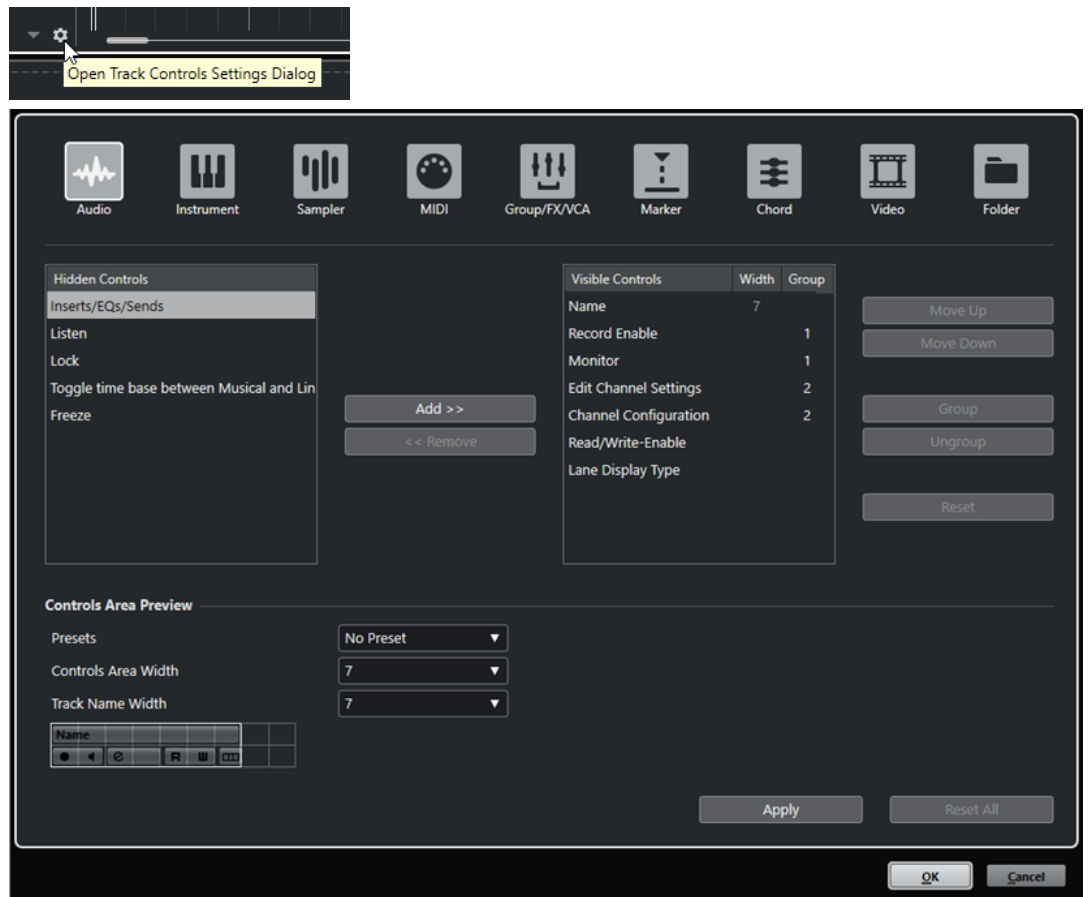 Open Track Controls Settings Dialog
Audio Instrument Sampler MIDI Group/FX/VCA Marker Chord Video Folder
Hidden Controls
Inserts/EQs/Sends
Listen
Lock
Toggle time base between Musical and Lin
Freeze
Add >>
<< Remove
Visible Controls Width Group
Name 7
Record Enable 1
Monitor 1
Edit Channel Settings 2
Channel Configuration 2
Read/Write-Enable
Lane Display Type
Move Up
Move Down
Group
Ungroup
Reset
Controls Area Preview
Presets No Preset
Controls Area Width 7
Track Name Width 7
Name
e R W
Apply Reset All
OK Cancel